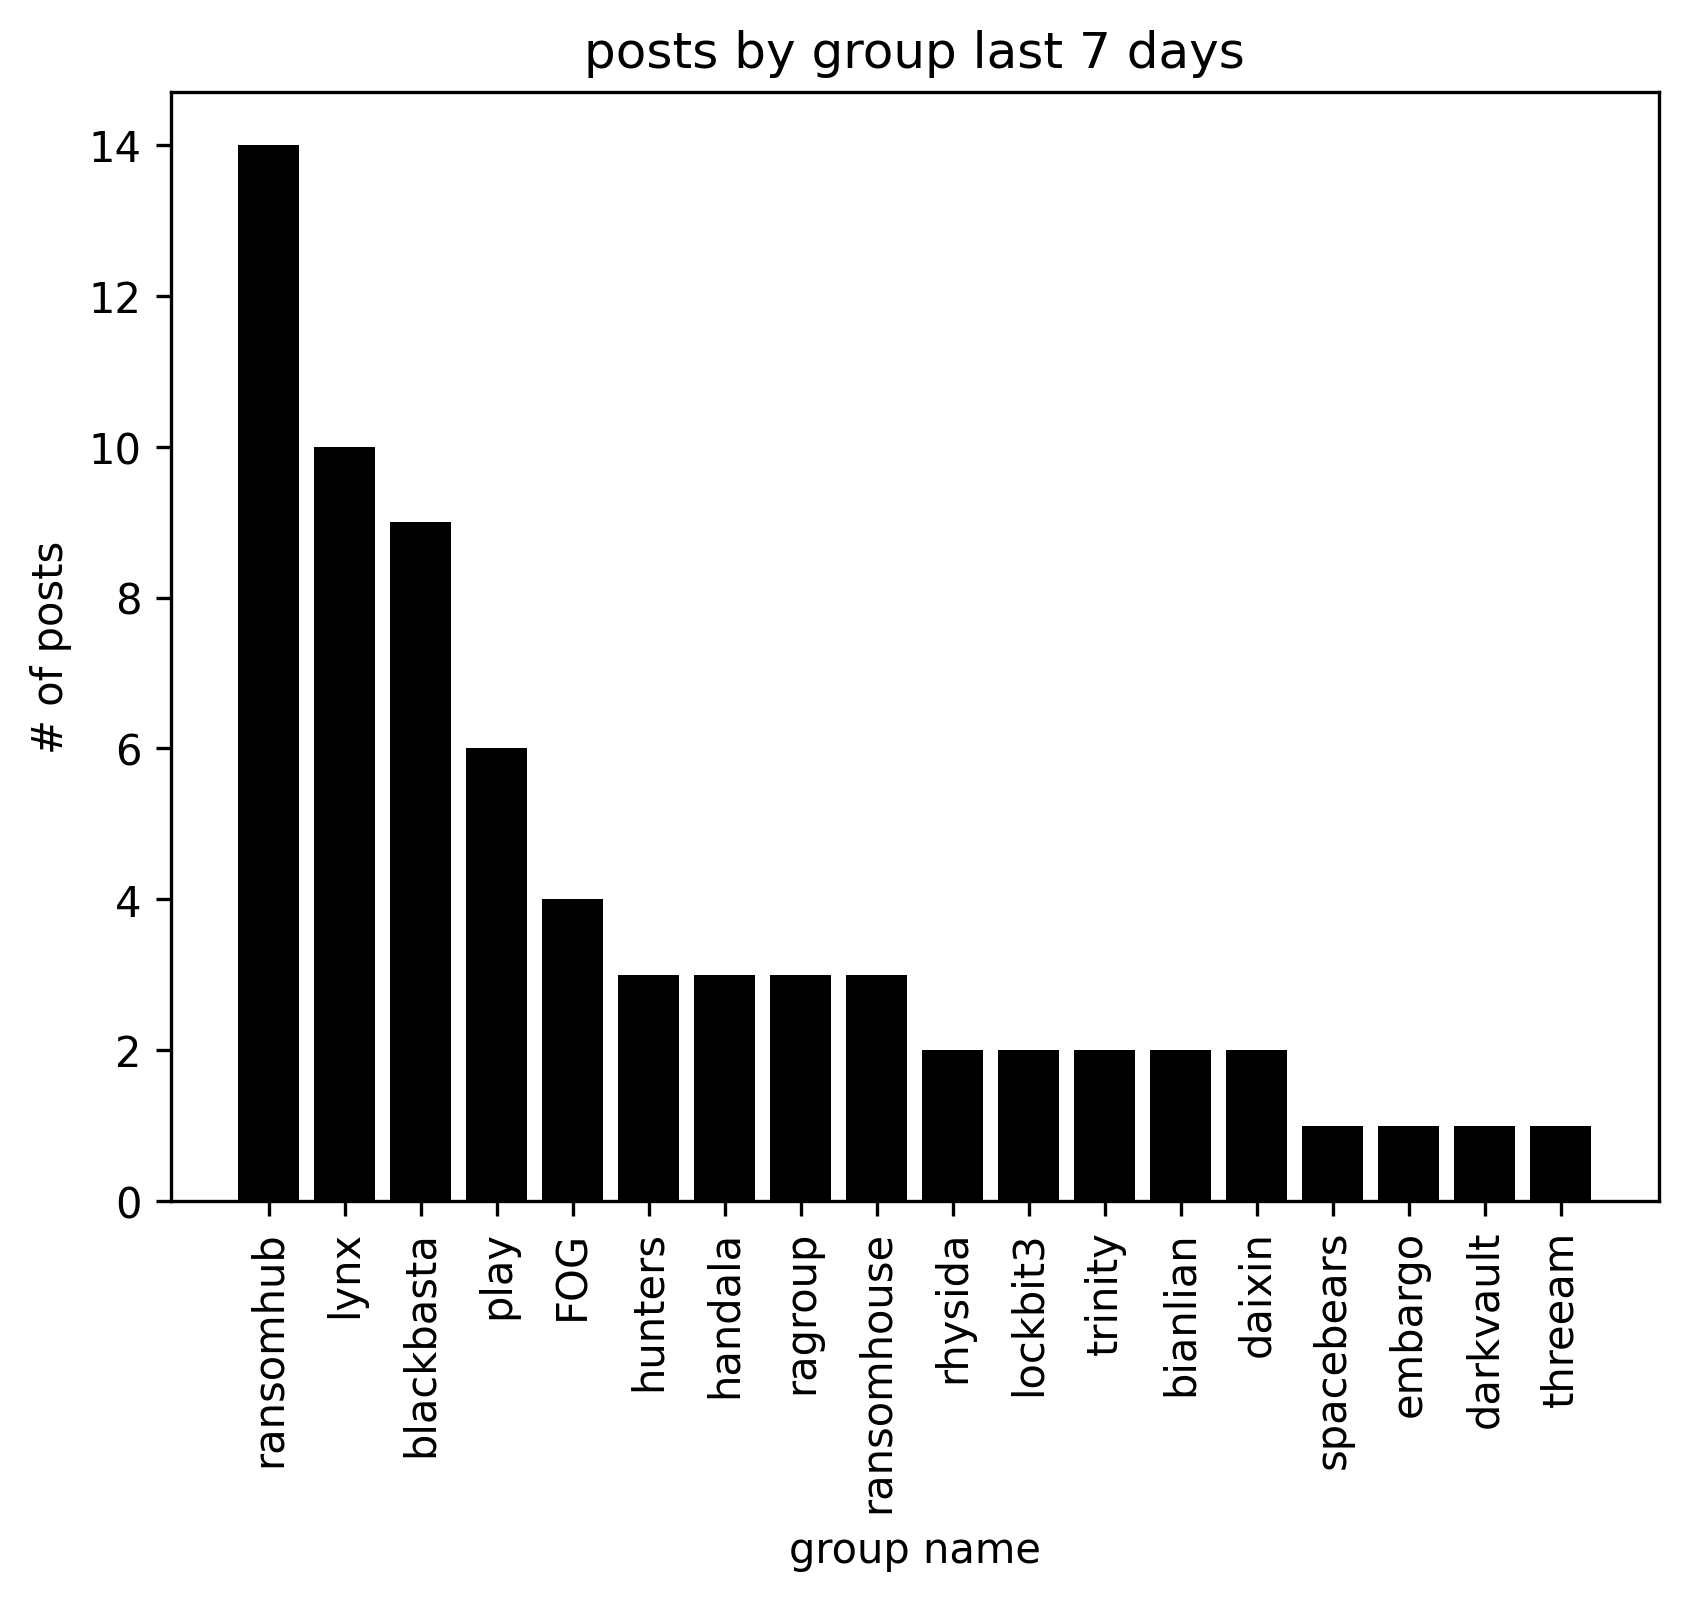 posts by group last 7 days
14
12
10
8
6
4
2
0
# of posts
ransomhub
lynx
blackbasta
play
FOG
hunters
handala
ragroup
ransomhouse
rhysida
lockbit3
trinity
bianlian
daixin
spacebears
embargo
darkvault
threeam
group name